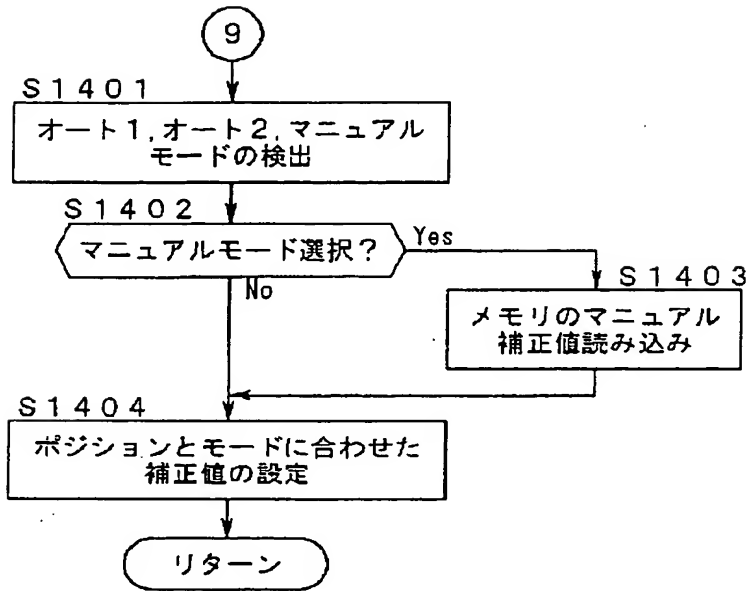 9
S1401
オート1,オート2,マニュアル
モードの検出
S1402
マニュアルモード選択?
Yes
No
S1403
メモリのマニュアル
補正値読み込み
S1404
ポジションとモードに合わせた
補正値の設定
リターン